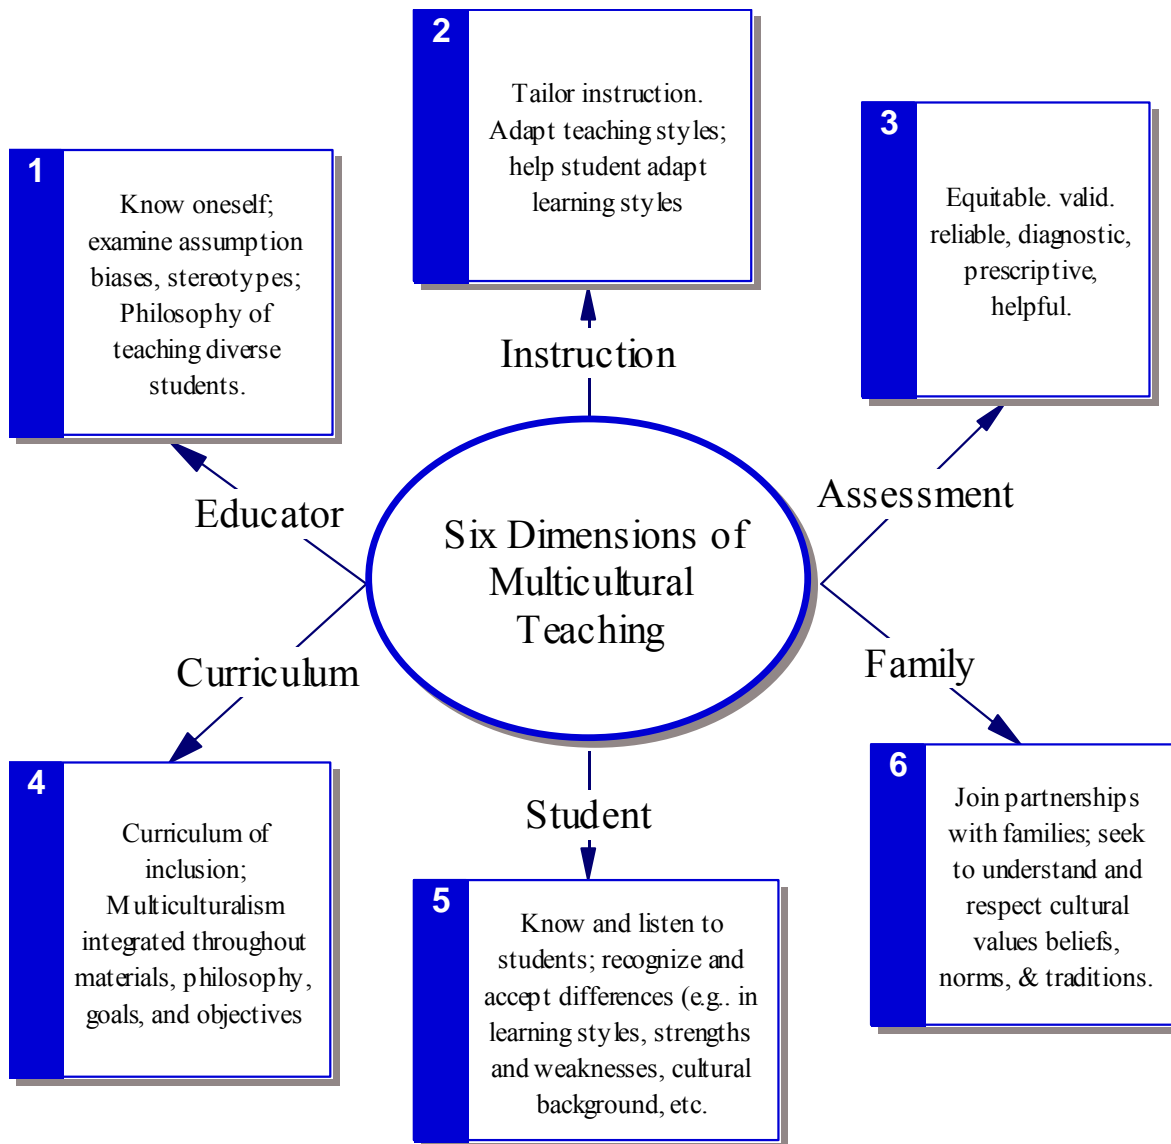 1
Know oneself;
examine assumption
biases, stereotypes;
Philosophy of
teaching diverse
students.
2
Tailor instruction.
Adapt teaching styles;
help student adapt
learning styles
3
Equitable. valid.
reliable, diagnostic,
prescriptive,
helpful.
Instruction
Educator
Assessment
Six Dimensions of
Multicultural
Teaching
Curriculum
Family
Student
4
Curriculum of
inclusion;
Multiculturalism
integrated throughout
materials, philosophy,
goals, and objectives
5
Know and listen to
students; recognize and
accept differences (e.g.. in
learning styles, strengths
and weaknesses, cultural
background, etc.
6
Join partnerships
with families; seek
to understand and
respect cultural
values beliefs,
norms, & traditions.